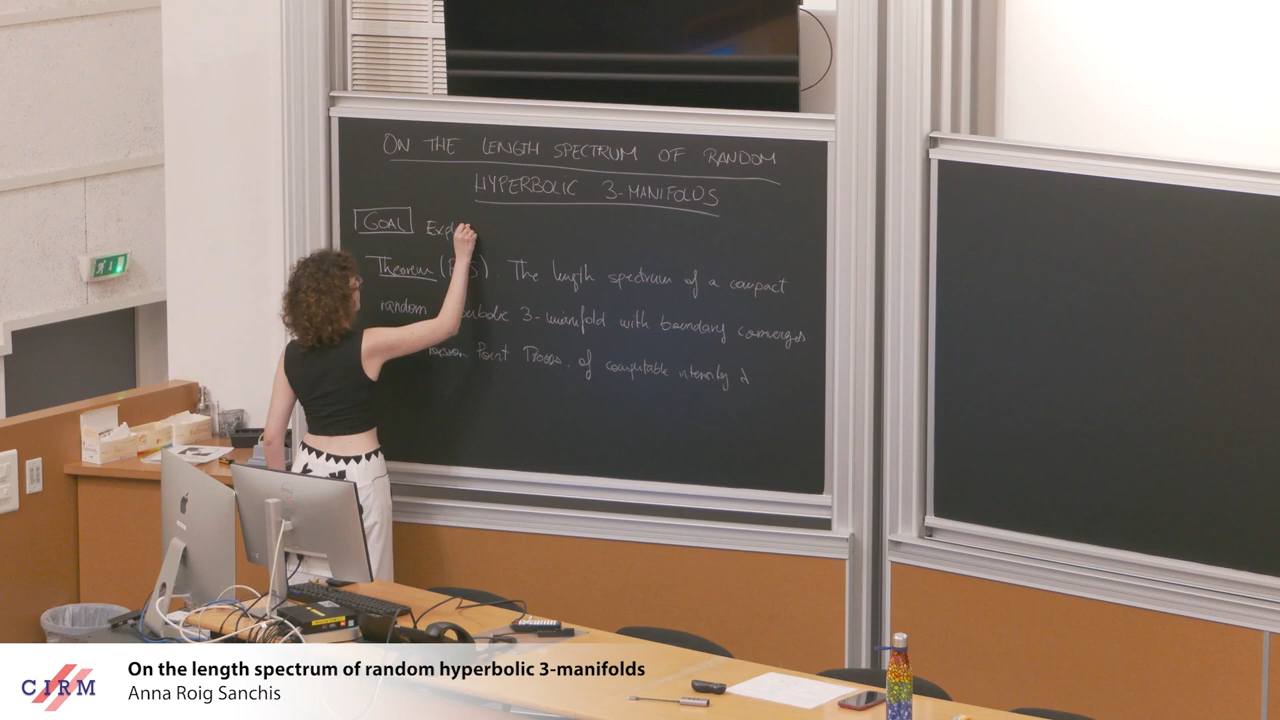 ON THE LENGTH SPECTRUM OF RANDOM
HYPERBOLIC 3-MANIFOLDS
GOAL Exp
Theorem . The length spectrum of a compact
random 3-manifold with boundary converges
Point of computable intensity λ
CIRM
On the length spectrum of random hyperbolic 3-manifolds
Anna Roig Sanchis